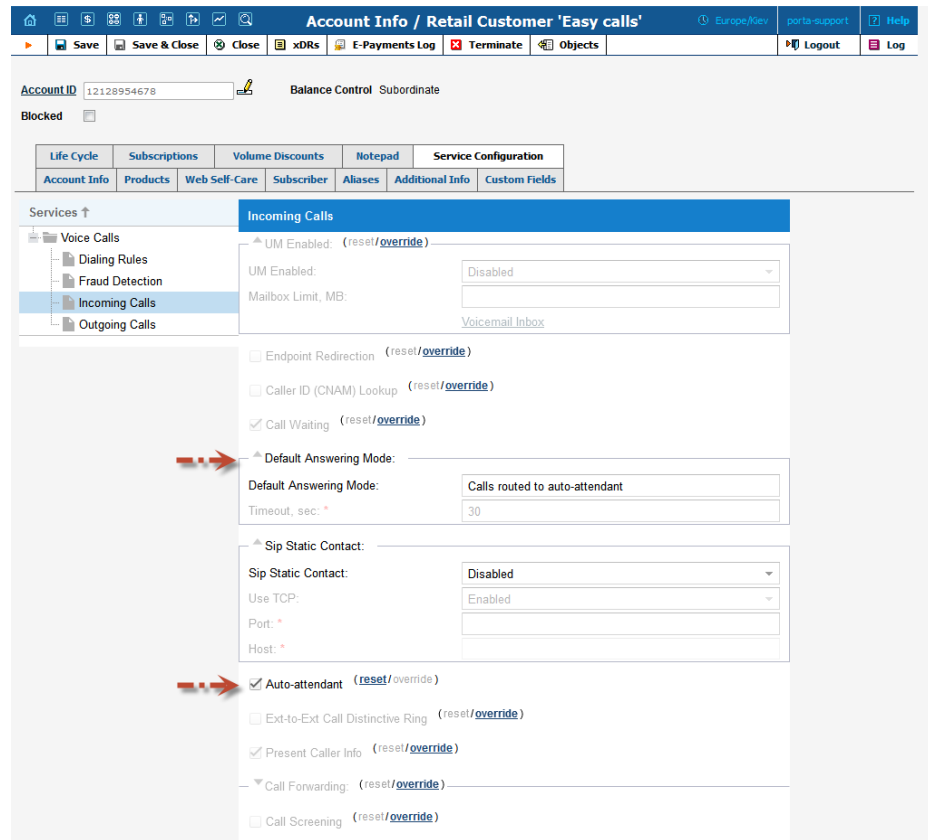 Account Info / Retail Customer 'Easy calls'
Europe/Kiev
porta-support
? Help
Save
Save & Close
Close
xDRs
E-Payments Log
Terminate
Objects
Logout
Log
Account ID 12128954678
Balance Control Subordinate
Blocked
Life Cycle
Subscriptions
Volume Discounts
Notepad
Service Configuration
Account Info
Products
Web Self-Care
Subscriber
Aliases
Additional Info
Custom Fields
Services
Voice Calls
Dialing Rules
Fraud Detection
Incoming Calls
Outgoing Calls
Incoming Calls
UM Enabled: (reset/override)
UM Enabled: Disabled
Mailbox Limit, MB:
Voicemail Inbox
Endpoint Redirection (reset/override)
Caller ID (CNAM) Lookup (reset/override)
Call Waiting (reset/override)
Default Answering Mode:
Default Answering Mode: Calls routed to auto-attendant
Timeout, sec: * 30
Sip Static Contact:
Sip Static Contact: Disabled
Use TCP: Enabled
Port: *
Host: *
Auto-attendant (reset/override)
Ext-to-Ext Call Distinctive Ring (reset/override)
Present Caller Info (reset/override)
Call Forwarding: (reset/override)
Call Screening (reset/override)